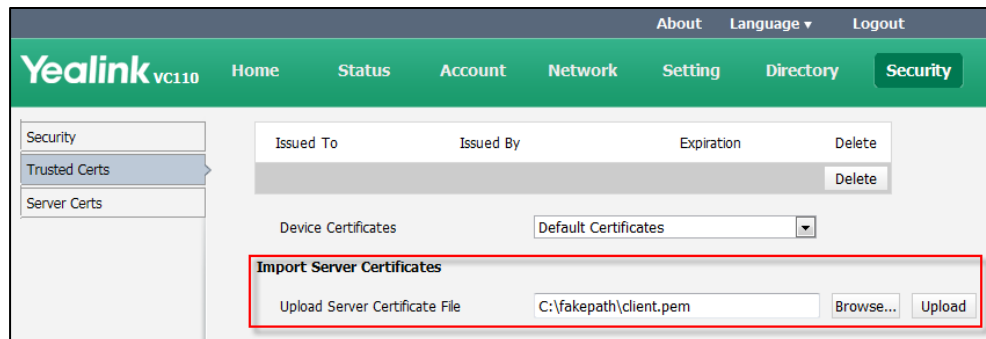 About Language Logout
Yealink VC110 Home Status Account Network Setting Directory Security
Security
Trusted Certs
Server Certs
Issued To Issued By Expiration Delete
Delete
Device Certificates Default Certificates
Import Server Certificates
Upload Server Certificate File C:\fakepath\client.pem Browse... Upload